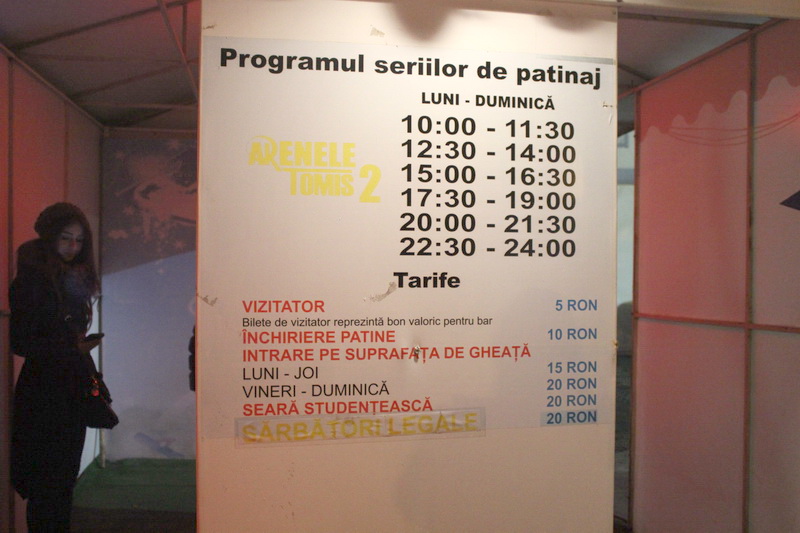 Programul seriilor de patinaj
LUNI - DUMINICĂ
ARENELE
TOMIS 2
10:00 - 11:30
12:30 - 14:00
15:00 - 16:30
17:30 - 19:00
20:00 - 21:30
22:30 - 24:00
Tarife
VIZITATOR 5 RON
Bilete de vizitator reprezintă bon valoric pentru bar
ÎNCHIRIERE PATINE 10 RON
INTRARE PE SUPRAFAȚA DE GHEAȚĂ
LUNI - JOI 15 RON
VINERI - DUMINICĂ 20 RON
SEARĂ STUDENȚEASCĂ 20 RON
SĂRBĂTORI LEGALE 20 RON